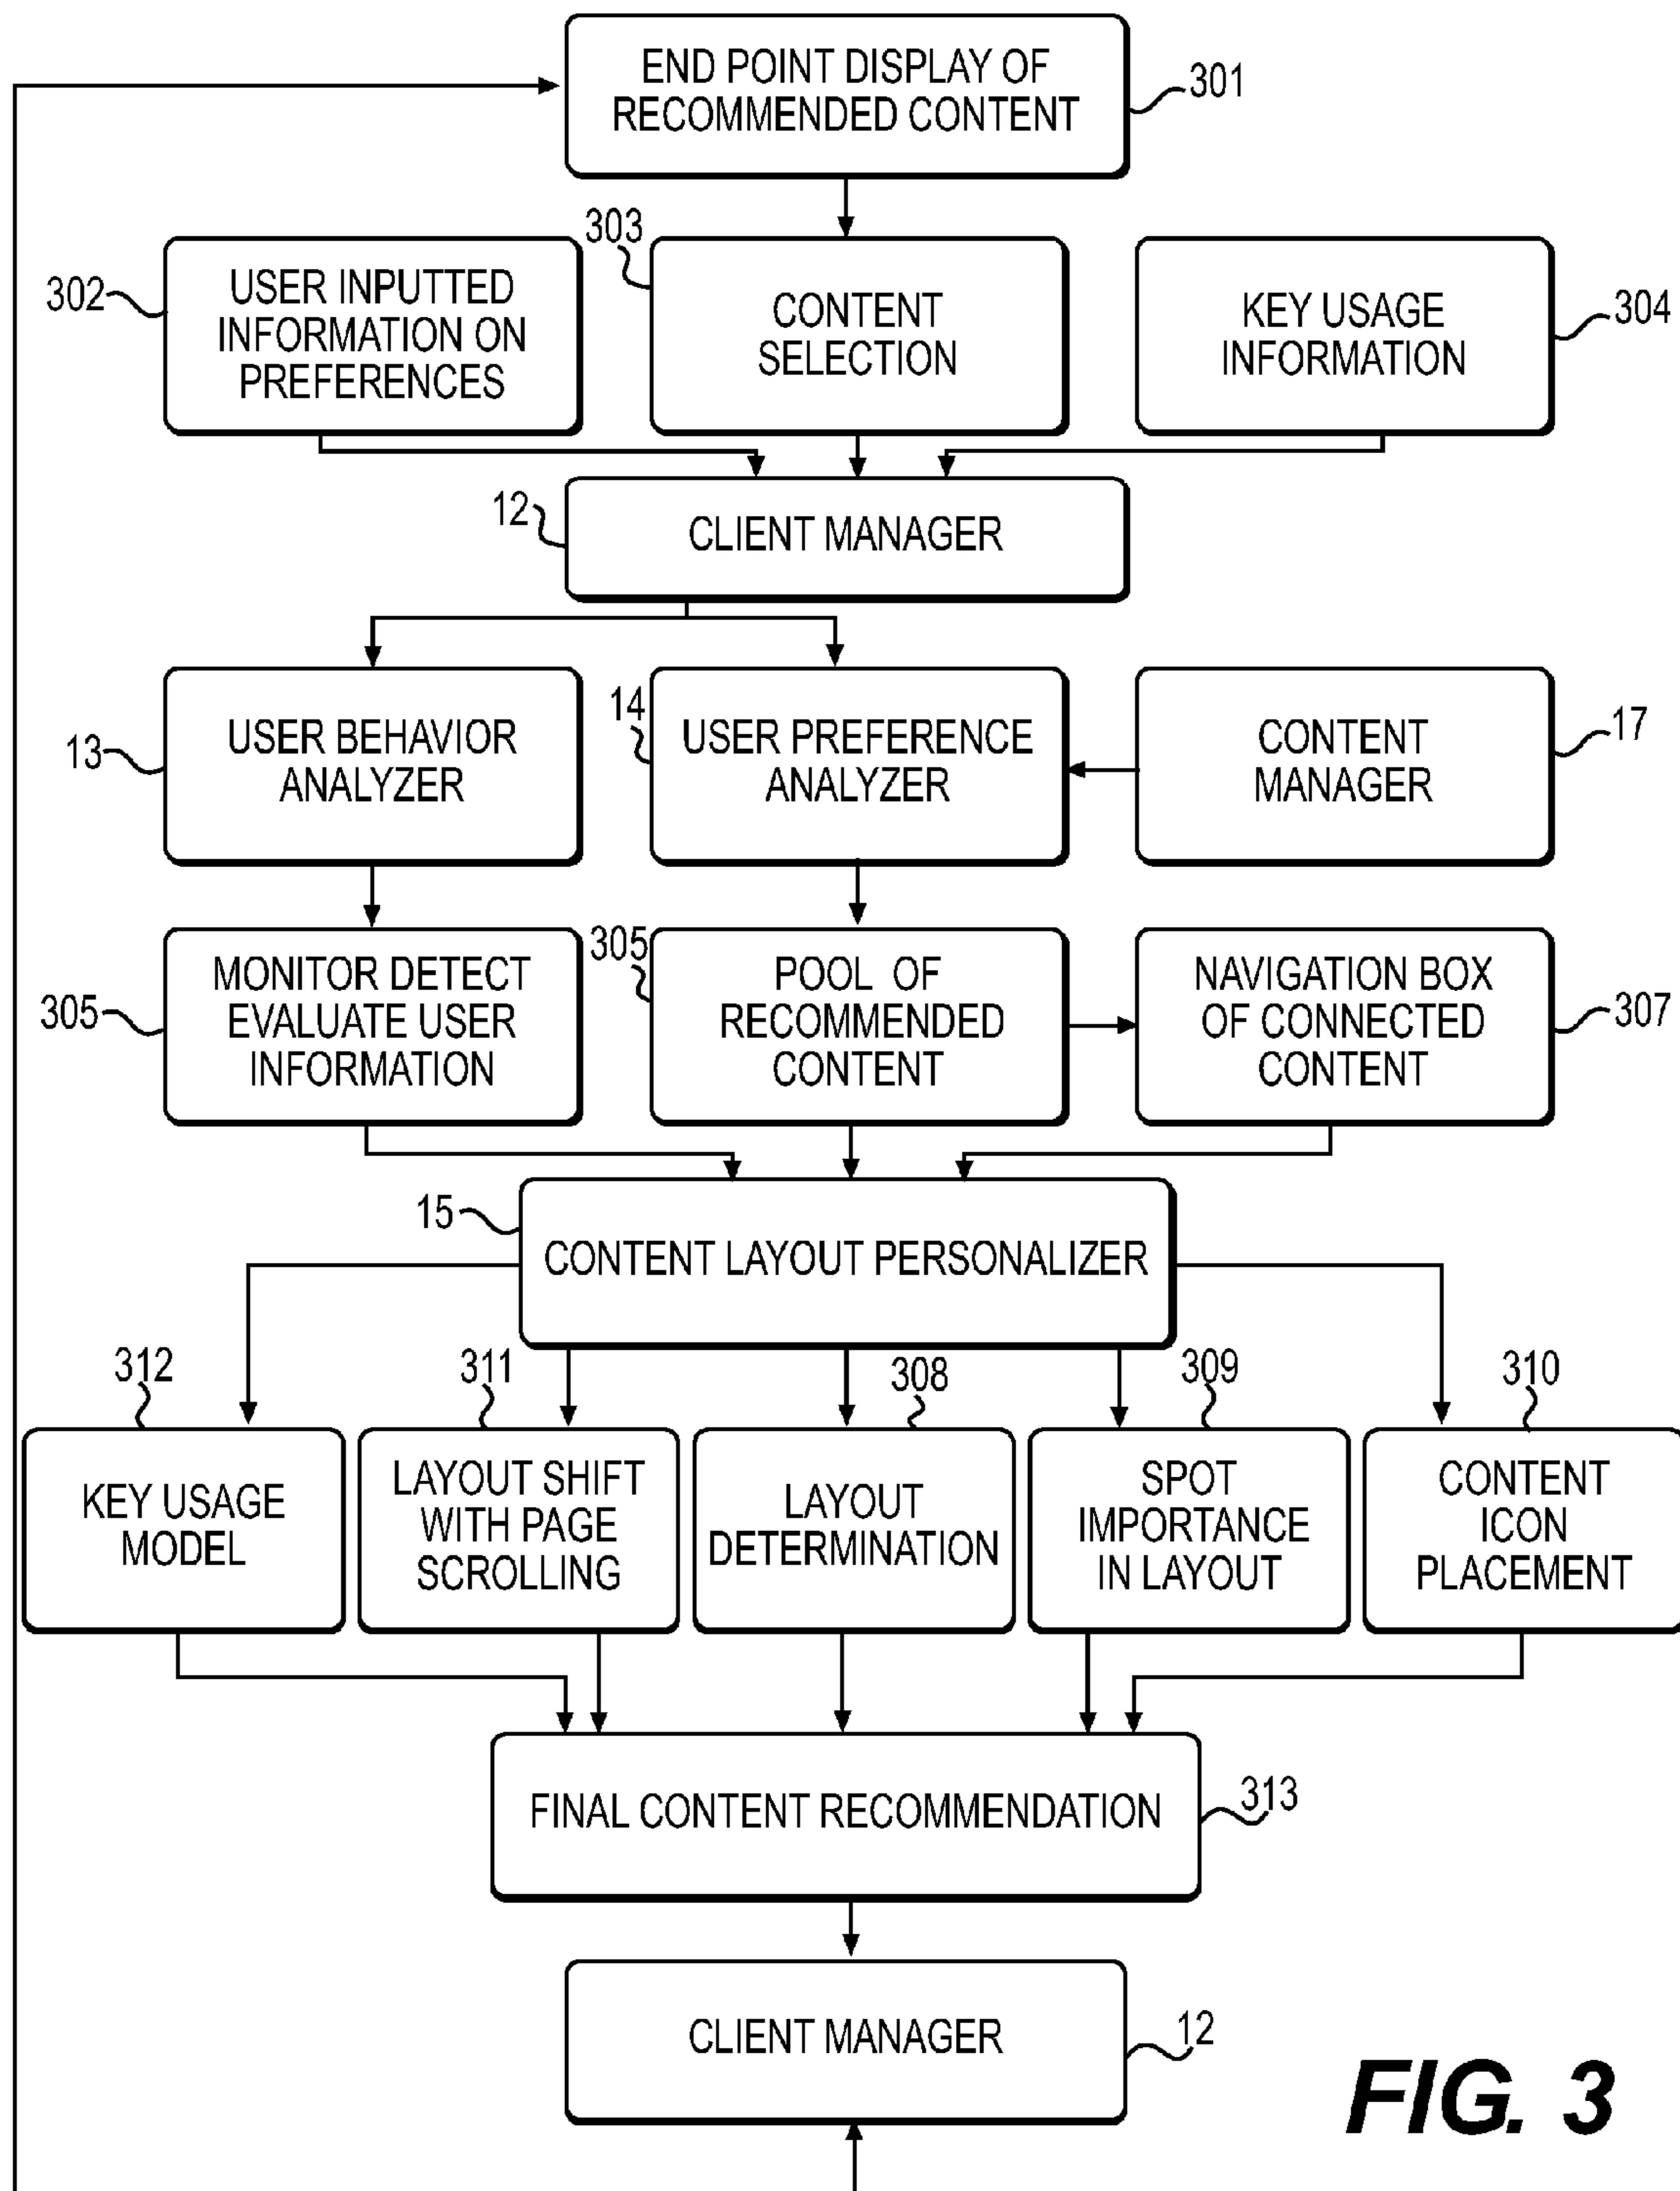 END POINT DISPLAY OF
RECOMMENDED CONTENT
301
302
USER INPUTTED
INFORMATION ON
PREFERENCES
303
CONTENT
SELECTION
KEY USAGE
INFORMATION
304
12
CLIENT MANAGER
13
USER BEHAVIOR
ANALYZER
14
USER PREFERENCE
ANALYZER
CONTENT
MANAGER
17
305
MONITOR DETECT
EVALUATE USER
INFORMATION
305
POOL OF
RECOMMENDED
CONTENT
NAVIGATION BOX
OF CONNECTED
CONTENT
307
15
CONTENT LAYOUT PERSONALIZER
312
KEY USAGE
MODEL
311
LAYOUT SHIFT
WITH PAGE
SCROLLING
308
LAYOUT
DETERMINATION
309
SPOT
IMPORTANCE
IN LAYOUT
310
CONTENT
ICON
PLACEMENT
FINAL CONTENT RECOMMENDATION
313
CLIENT MANAGER
12
FIG. 3